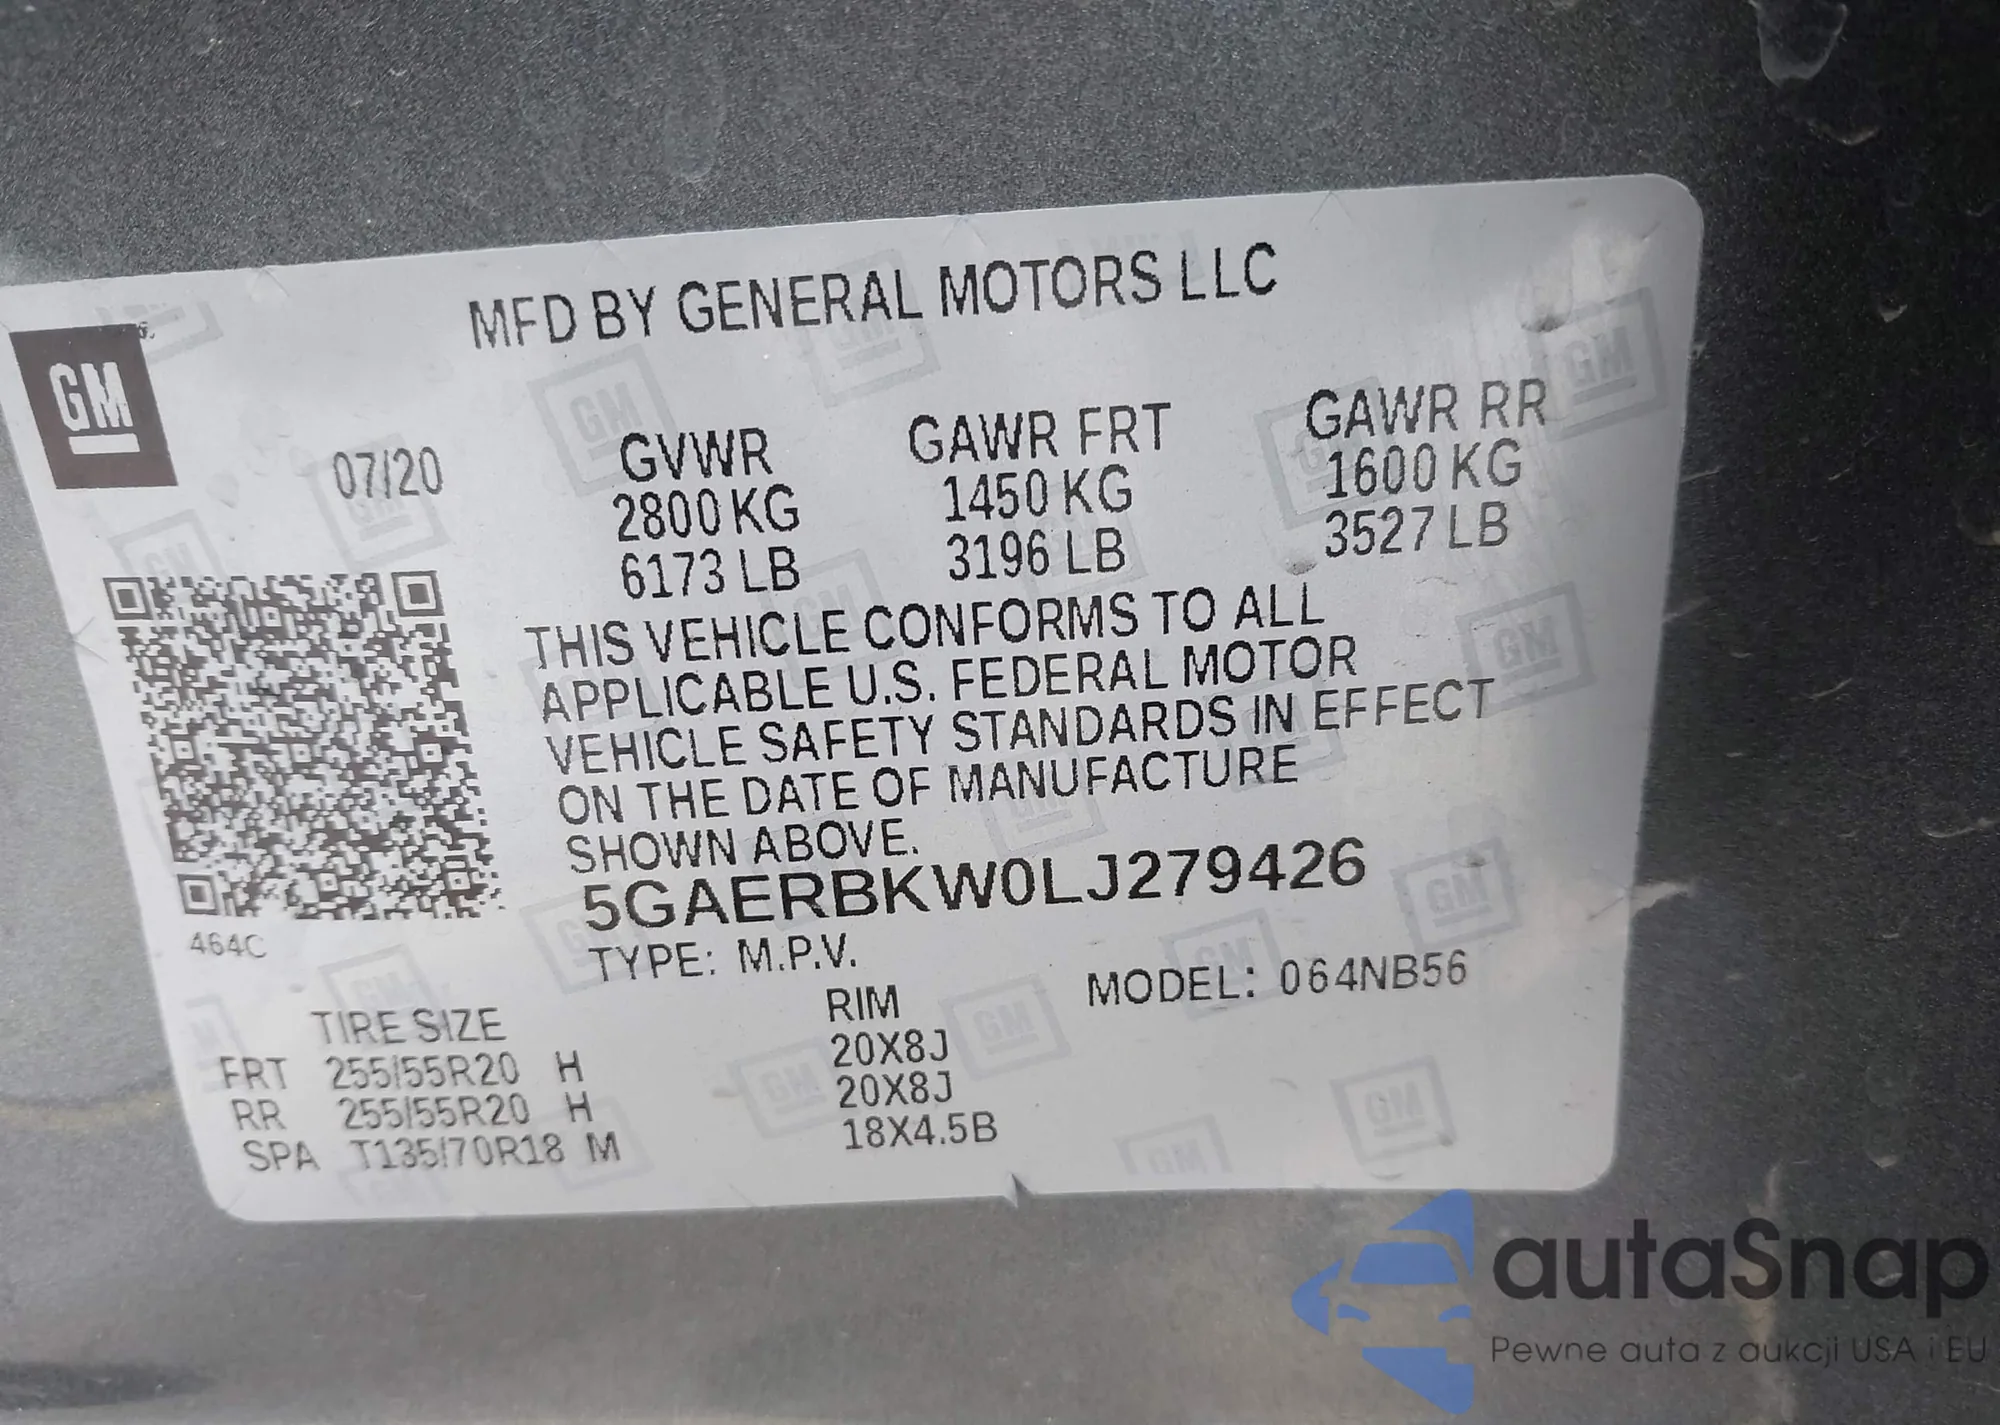 MFD BY GENERAL MOTORS LLC
GM
07/20
GVWR GAWR FRT GAWR RR
2800 KG 1450 KG 1600 KG
6173 LB 3196 LB 3527 LB
THIS VEHICLE CONFORMS TO ALL
APPLICABLE U.S. FEDERAL MOTOR
VEHICLE SAFETY STANDARDS IN EFFECT
ON THE DATE OF MANUFACTURE
SHOWN ABOVE.
5GAERBKW0LJ279426
464C
TYPE: M.P.V. MODEL: 064NB56
TIRE SIZE RIM
FRT 255/55R20 H 20X8J
RR 255/55R20 H 20X8J
SPA T135/70R18 M 18X4.5B
autaSnap
Pewne auta z aukcji USA i EU